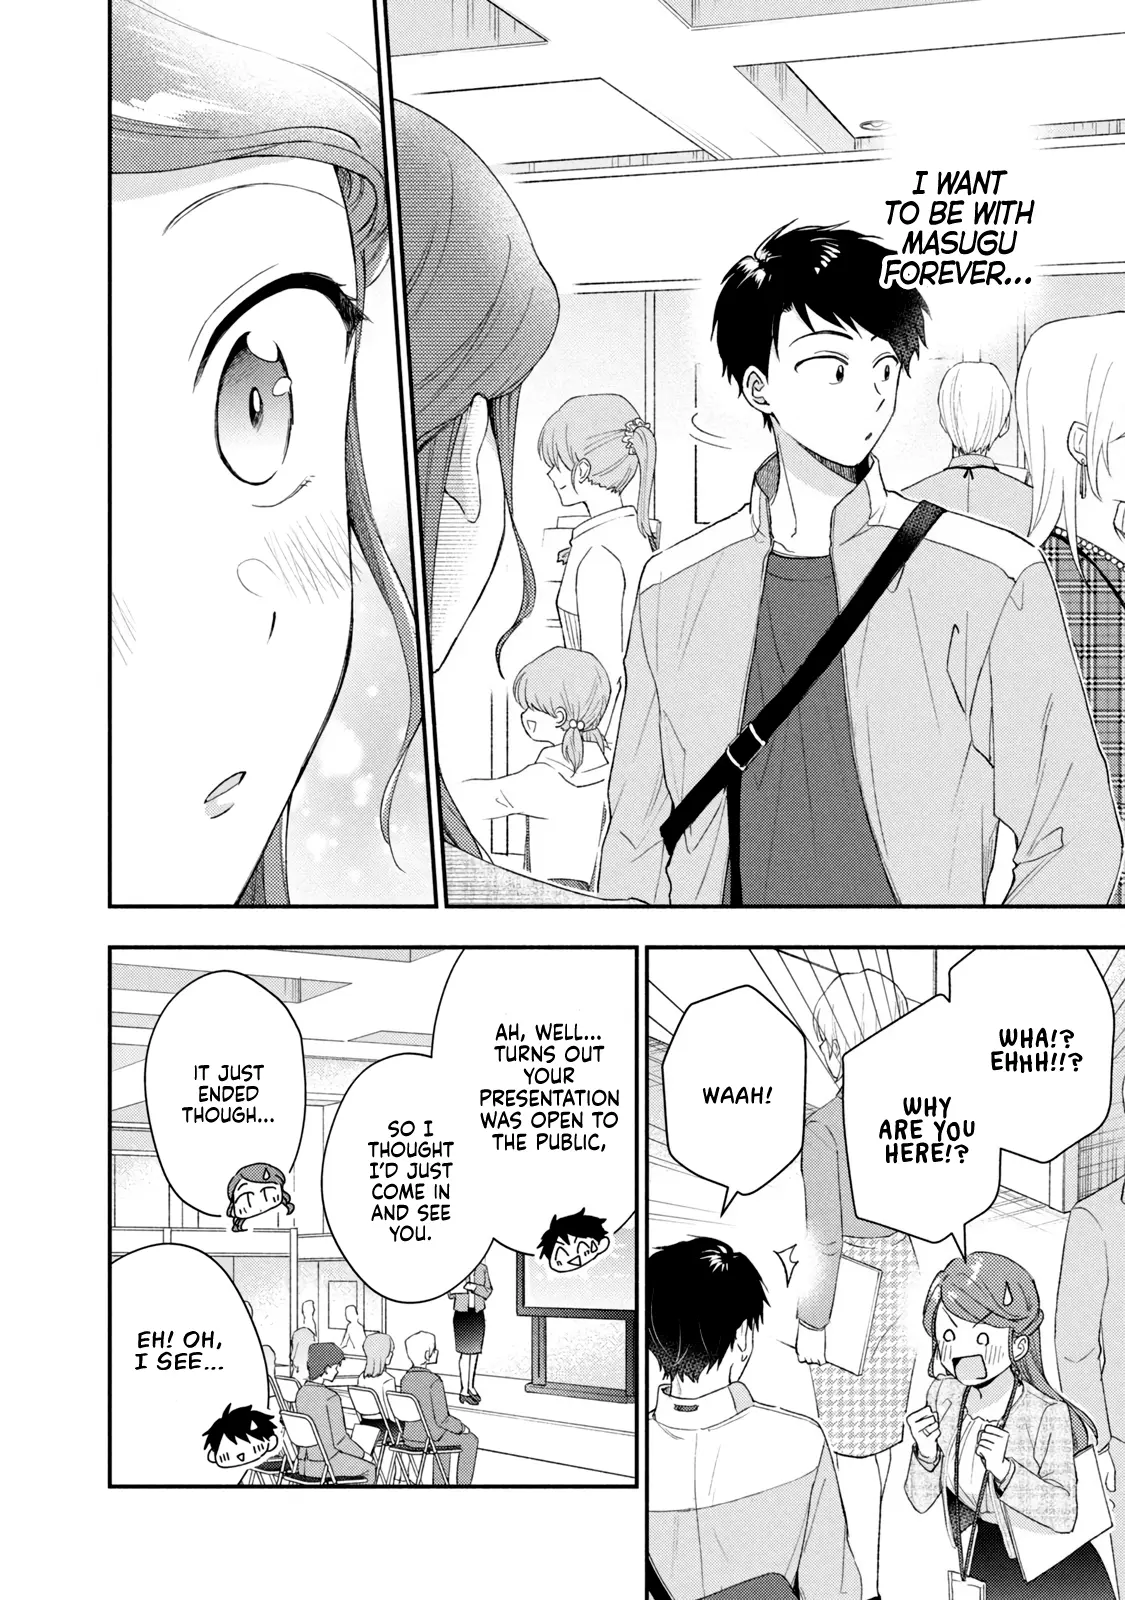 I WANT
TO BE WITH
MASUGU
FOREVER...
WHA!?
EHHH!!?
WHY
ARE YOU
HERE!?
WAAH!
AH, WELL...
TURNS OUT
YOUR
PRESENTATION
WAS OPEN TO
THE PUBLIC,
SO I
THOUGHT
I'D JUST
COME IN
AND SEE
YOU.
IT JUST
ENDED
THOUGH...
EH! OH,
I SEE...